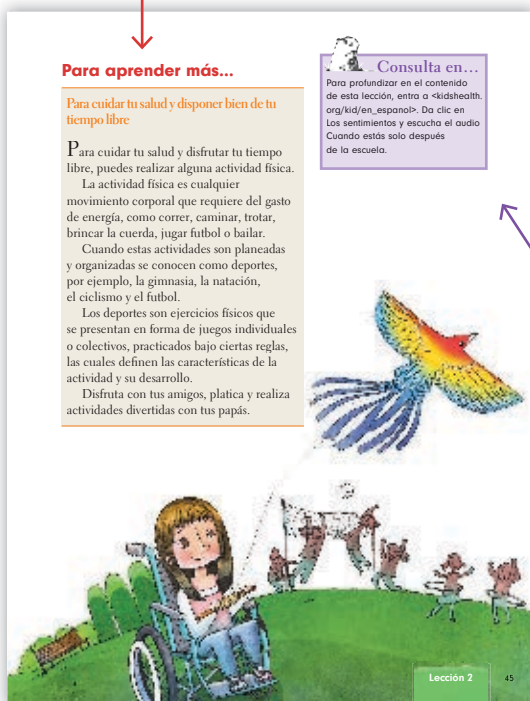 Para aprender más...
Para cuidar tu salud y disponer bien de tu
tiempo libre
Para cuidar tu salud y disfrutar tu tiempo
libre, puedes realizar alguna actividad física.
La actividad física es cualquier
movimiento corporal que requiere del gasto
de energía, como correr, caminar, trotar,
brincar la cuerda, jugar futbol o bailar.
Cuando estas actividades son planeadas
y organizadas se conocen como deportes,
por ejemplo, la gimnasia, la natación,
el ciclismo y el futbol.
Los deportes son ejercicios físicos que
se presentan en forma de juegos individuales
o colectivos, practicados bajo ciertas reglas,
las cuales definen las características de la
actividad y su desarrollo.
Disfruta con tus amigos, platica y realiza
actividades divertidas con tus papás.
Consulta en...
Para profundizar en el contenido
de esta lección, entra a <kidshealth.
org/kid/en_espanol>. Da clic en
Los sentimientos y escucha el audio
Cuando estás solo después
de la escuela.
Lección 2
45